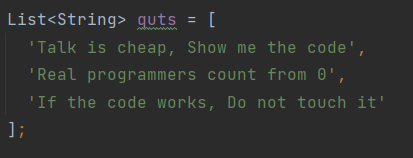 List<String> quts = [
'Talk is cheap, Show me the code',
'Real programmers count from 0',
'If the code works, Do not touch it'
];